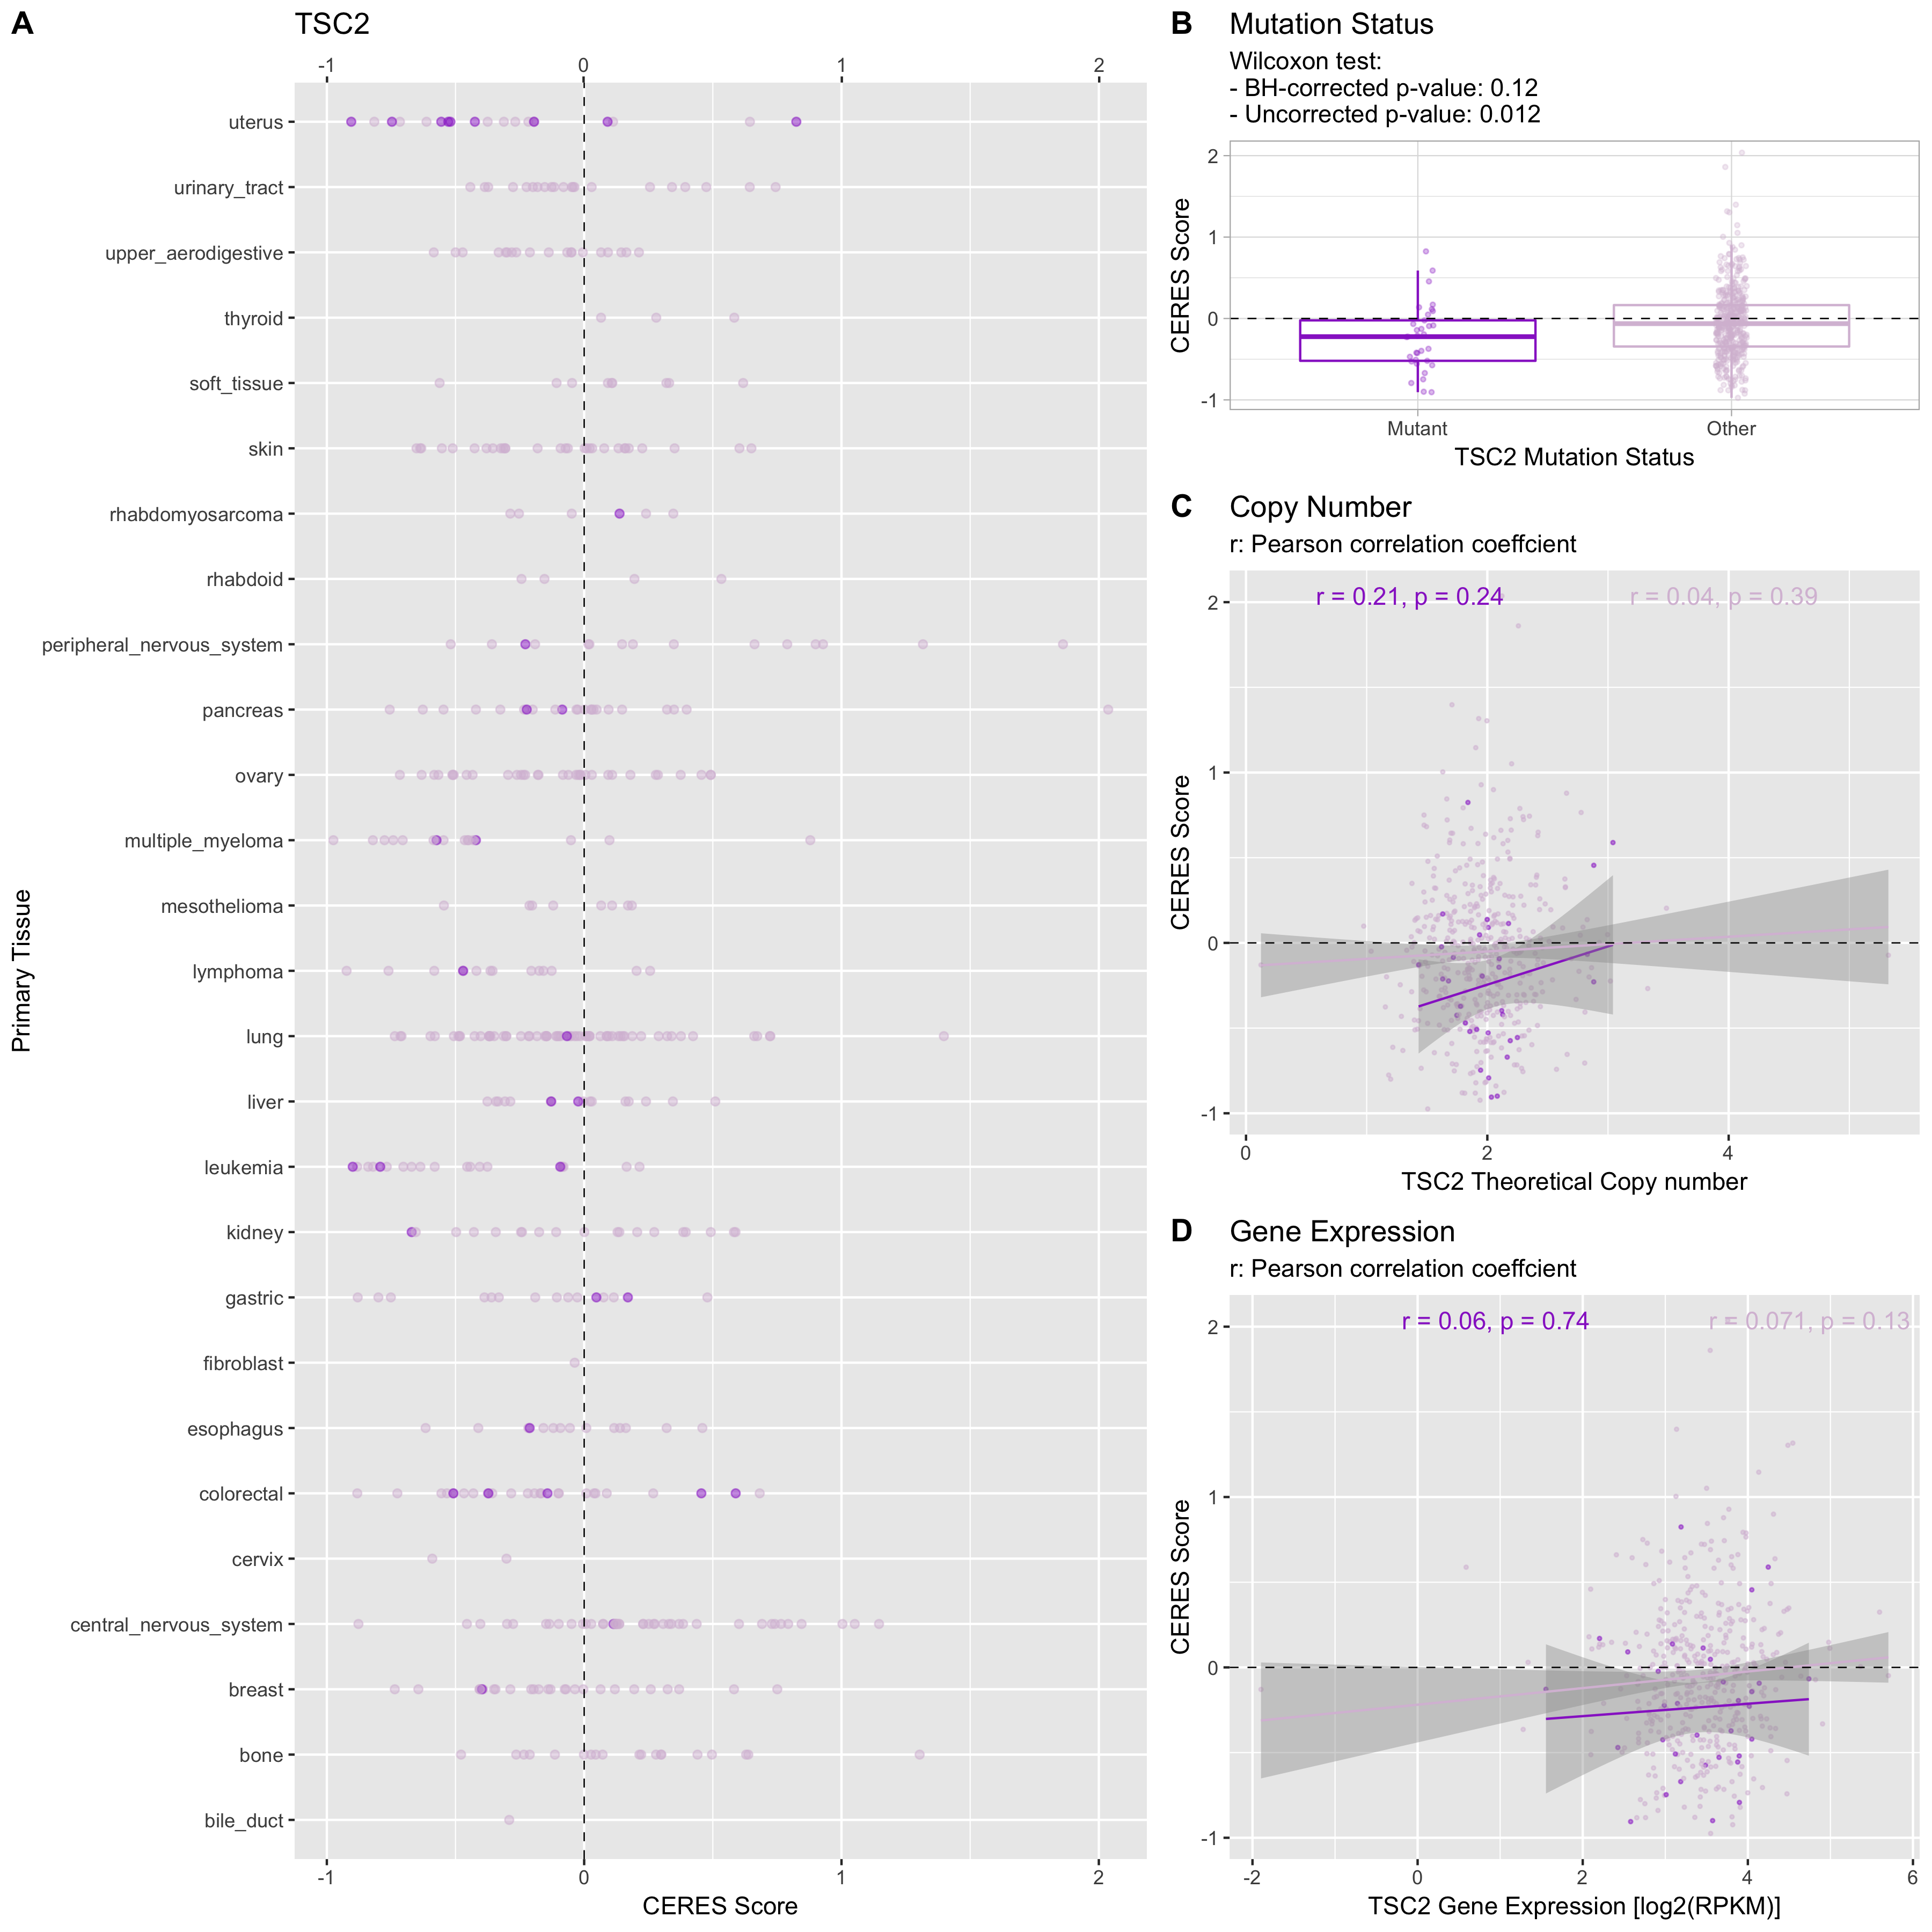 A
TSC2
-1 0 1 2
Primary Tissue
uterus
urinary_tract
upper_aerodigestive
thyroid
soft_tissue
skin
rhabdomyosarcoma
rhabdoid
peripheral_nervous_system
pancreas
ovary
multiple_myeloma
mesothelioma
lymphoma
lung
liver
leukemia
kidney
gastric
fibroblast
esophagus
colorectal
cervix
central_nervous_system
breast
bone
bile_duct
-1 0 1 2
CERES Score
B Mutation Status
Wilcoxon test:
- BH-corrected p-value: 0.12
- Uncorrected p-value: 0.012
CERES Score
2
1
0
-1
Mutant Other
TSC2 Mutation Status
C Copy Number
r: Pearson correlation coeffcient
r = 0.21, p = 0.24 r = 0.04, p = 0.39
CERES Score
2
1
0
-1
0 2 4
TSC2 Theoretical Copy number
D Gene Expression
r: Pearson correlation coeffcient
r = 0.06, p = 0.74 r = 0.071, p = 0.13
CERES Score
2
1
0
-1
-2 0 2 4 6
TSC2 Gene Expression [log2(RPKM)]